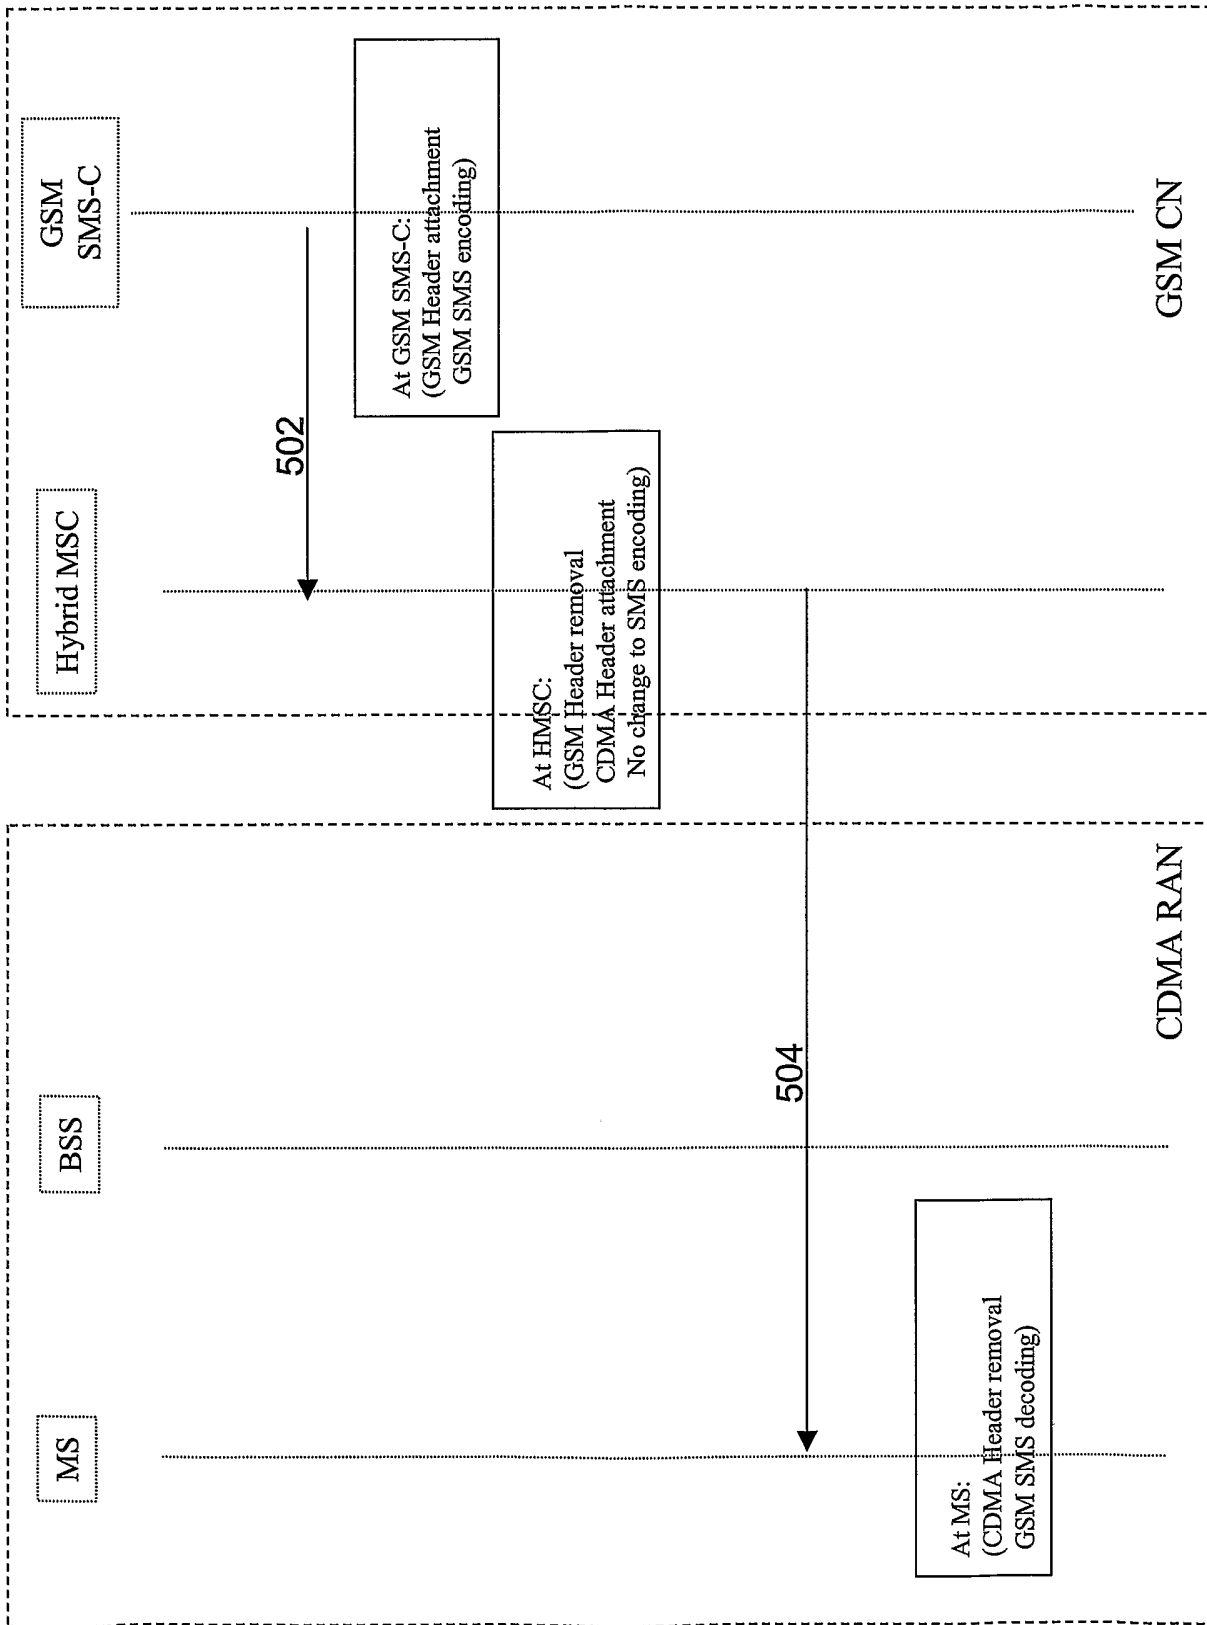 MS
BSS
Hybrid MSC
GSM
SMS-C
502
At GSM SMS-C:
(GSM Header attachment
GSM SMS encoding)
At HMSC:
(GSM Header removal
CDMA Header attachment
No change to SMS encoding)
504
At MS:
(CDMA Header removal
GSM SMS decoding)
CDMA RAN
GSM CN